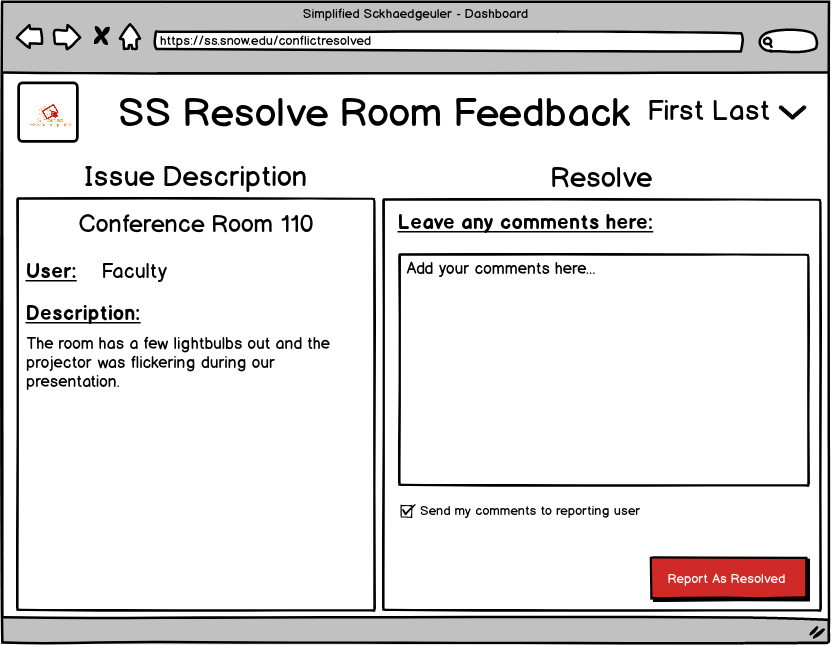 Simplified Sckhaedgeuler - Dashboard
https://ss.snow.edu/conflictresolved
SS Resolve Room Feedback
First Last
Issue Description
Conference Room 110
User: Faculty
Description:
The room has a few lightbulbs out and the
projector was flickering during our
presentation.
Resolve
Leave any comments here:
Add your comments here...
Send my comments to reporting user
Report As Resolved